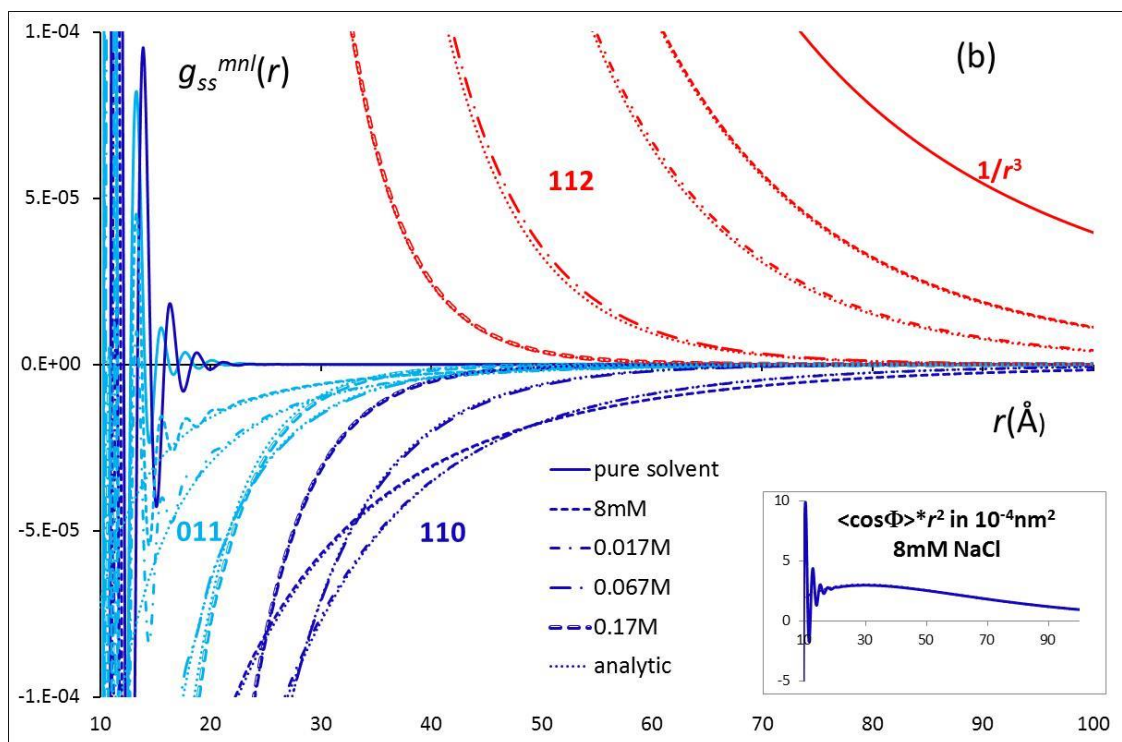 1.E-04
g_ss^mnl(r)
(b)
1/r³
5.E-05
112
0.E+00
r(Å)
pure solvent
8mM
0.017M
0.067M
0.17M
analytic
011
110
-5.E-05
-1.E-04
10 20 30 40 50 60 70 80 90 100
10
<cosΦ>*r² in 10⁻⁴nm²
8mM NaCl
5
0
10 30 50 70 90
-5